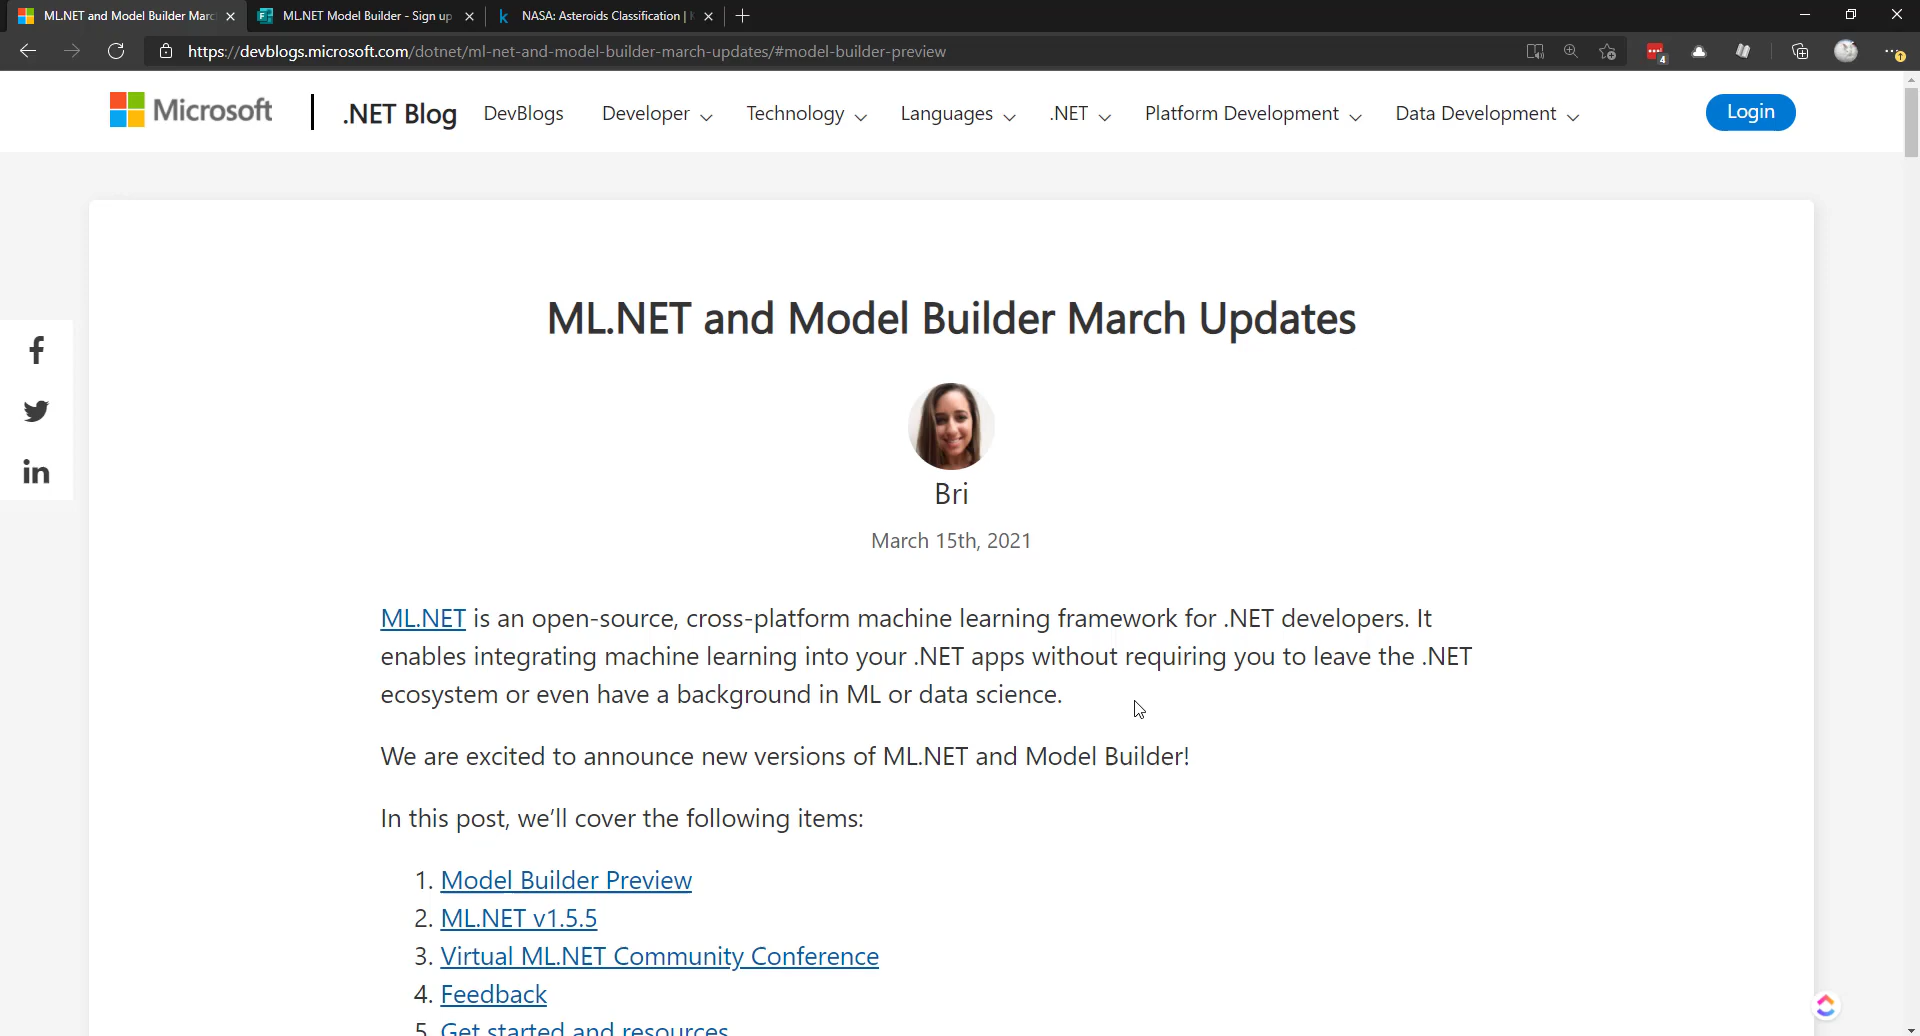 ML.NET and Model Builder Marc
ML.NET Model Builder - Sign up
NASA: Asteroids Classification |
https://devblogs.microsoft.com/dotnet/ml-net-and-model-builder-march-updates/#model-builder-preview
4
Microsoft
.NET Blog
DevBlogs
Developer
Technology
Languages
.NET
Platform Development
Data Development
Login
ML.NET and Model Builder March Updates
Bri
March 15th, 2021
ML.NET is an open-source, cross-platform machine learning framework for .NET developers. It
enables integrating machine learning into your .NET apps without requiring you to leave the .NET
ecosystem or even have a background in ML or data science.
We are excited to announce new versions of ML.NET and Model Builder!
In this post, we’ll cover the following items:
1. Model Builder Preview
2. ML.NET v1.5.5
3. Virtual ML.NET Community Conference
4. Feedback
5. Get started and resources